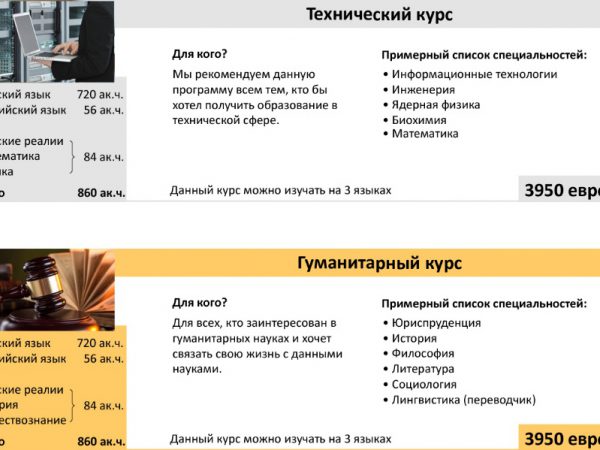 Технический курс
Для кого?
Мы рекомендуем данную
программу всем тем, кто бы
хотел получить образование в
технической сфере.
Примерный список специальностей:
• Информационные технологии
• Инженерия
• Ядерная физика
• Биохимия
• Математика
ский язык 720 ак.ч.
ийский язык 56 ак.ч.
ские реалии
ематика 84 ак.ч.
ика
о 860 ак.ч.
Данный курс можно изучать на 3 языках
3950 евро
Гуманитарный курс
Для кого?
Для всех, кто заинтересован в
гуманитарных науках и хочет
связать свою жизнь с данными
науками.
Примерный список специальностей:
• Юриспруденция
• История
• Философия
• Литература
• Социология
• Лингвистика (переводчик)
ский язык 720 ак.ч.
ийский язык 56 ак.ч.
ские реалии
рия 84 ак.ч.
ествознание
о 860 ак.ч.
Данный курс можно изучать на 3 языках
3950 евро